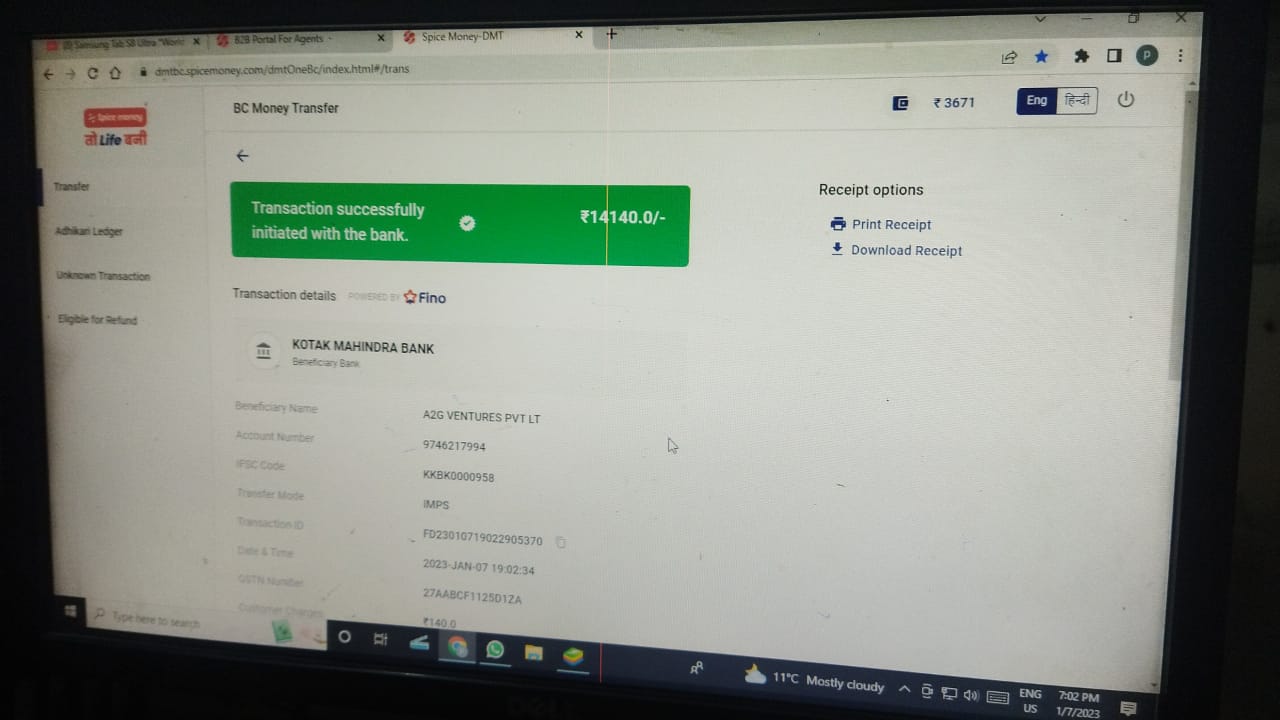 (1) Samsung Tab S8 Ultra "World
B2B Portal For Agents -
Spice Money-DMT
dmtbc.spicemoney.com/dmtOneBc/index.html#/trans
P
Spice money
तो Life बनी
BC Money Transfer
₹ 3671
Eng
हिन्दी
Transfer
Adhikari Ledger
Unknown Transaction
Eligible for Refund
Transaction successfully
initiated with the bank.
₹14140.0/-
Receipt options
Print Receipt
Download Receipt
Transaction details POWERED BY Fino
KOTAK MAHINDRA BANK
Beneficiary Bank
Beneficiary Name A2G VENTURES PVT LT
Account Number 9746217994
IFSC Code KKBK0000958
Transfer Mode IMPS
Transaction ID FD23010719022905370
Date & Time 2023-JAN-07 19:02:34
GSTN Number 27AABCF1125D1ZA
Customer Charges ₹140.0
Type here to search
11°C Mostly cloudy
ENG
US
7:02 PM
1/7/2023